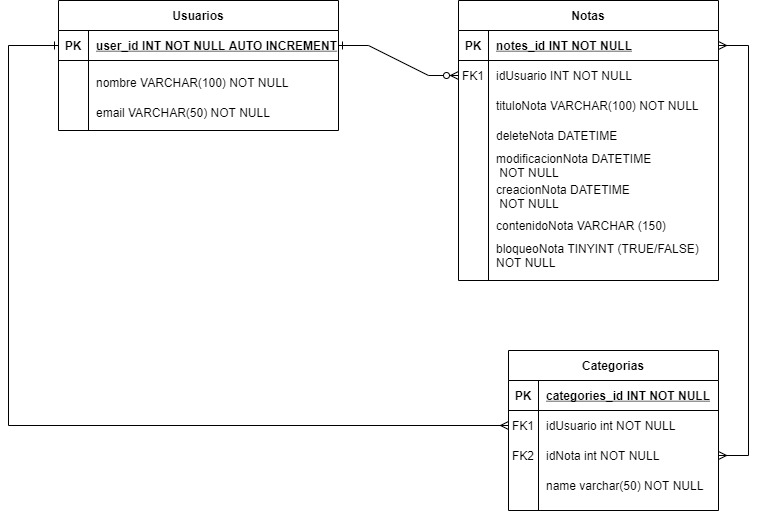 Usuarios
PK user_id INT NOT NULL AUTO INCREMENT
nombre VARCHAR(100) NOT NULL
email VARCHAR(50) NOT NULL
Notas
PK notes_id INT NOT NULL
FK1 idUsuario INT NOT NULL
tituloNota VARCHAR(100) NOT NULL
deleteNota DATETIME
modificacionNota DATETIME
NOT NULL
creacionNota DATETIME
NOT NULL
contenidoNota VARCHAR (150)
bloqueoNota TINYINT (TRUE/FALSE)
NOT NULL
Categorias
PK categories_id INT NOT NULL
FK1 idUsuario int NOT NULL
FK2 idNota int NOT NULL
name varchar(50) NOT NULL